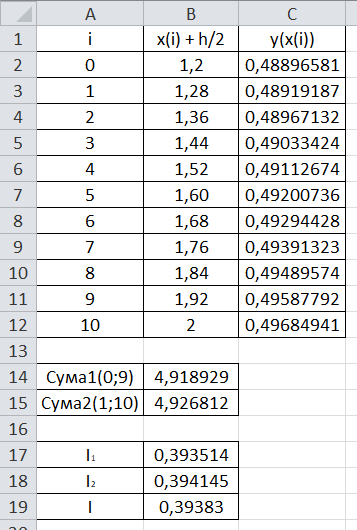 A B C
1 i x(i) + h/2 y(x(i))
2 0 1,2 0,48896581
3 1 1,28 0,48919187
4 2 1,36 0,48967132
5 3 1,44 0,49033424
6 4 1,52 0,49112674
7 5 1,60 0,49200736
8 6 1,68 0,49294428
9 7 1,76 0,49391323
10 8 1,84 0,49489574
11 9 1,92 0,49587792
12 10 2 0,49684941
13
14 Сума1(0;9) 4,918929
15 Сума2(1;10) 4,926812
16
17 I₁ 0,393514
18 I₂ 0,394145
19 I 0,39383